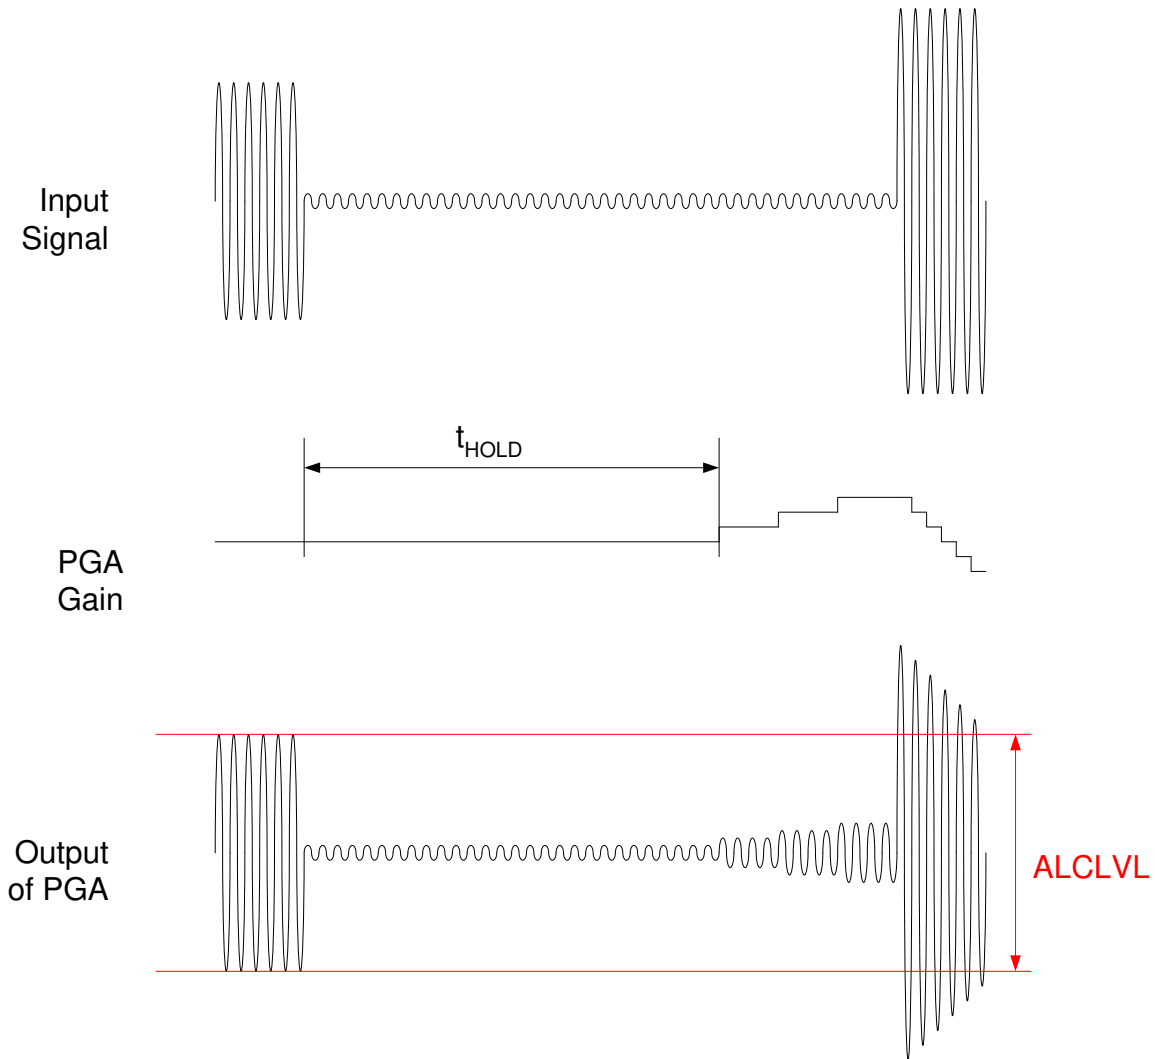 Input
Signal
tHOLD
PGA
Gain
Output
of PGA
ALCLVL